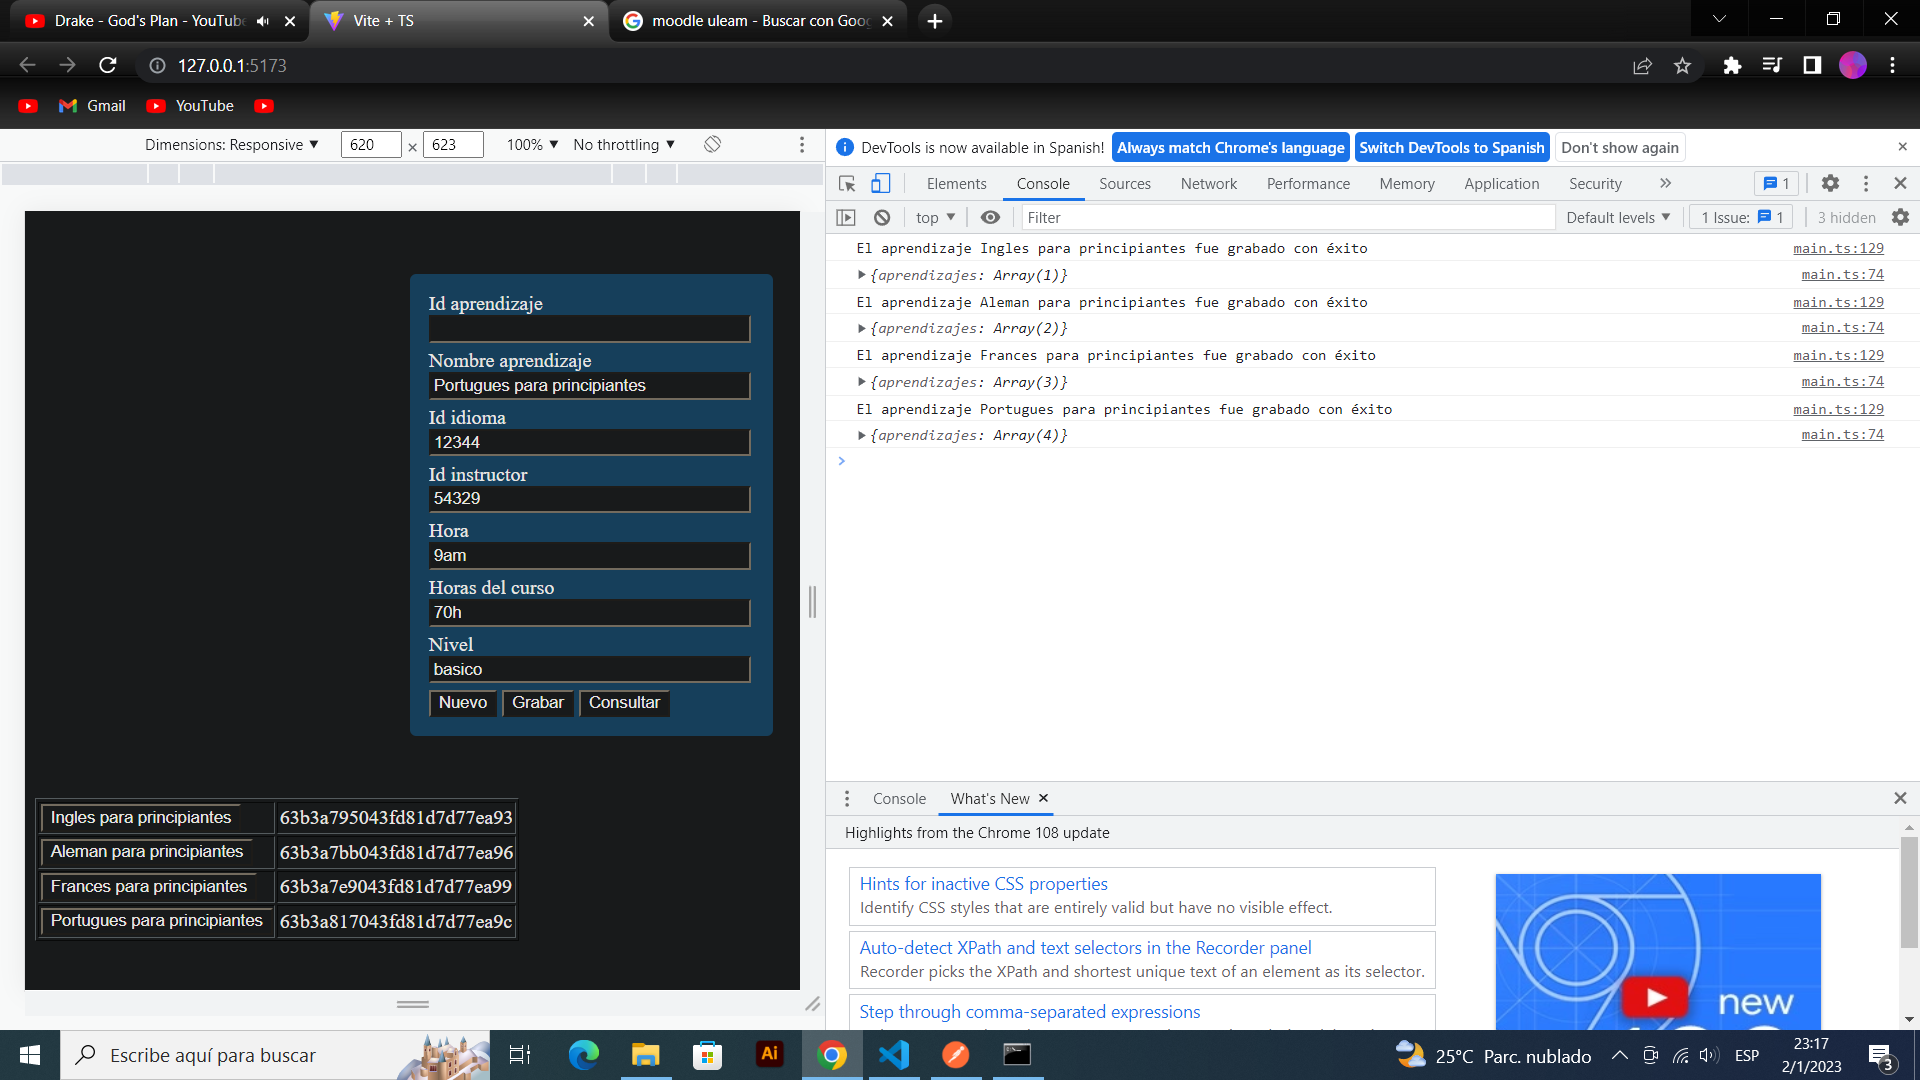 Drake - God's Plan - YouTube
Vite + TS
moodle uleam - Buscar con Goog
127.0.0.1:5173
Gmail
YouTube
Dimensions: Responsive
620 × 623
100%
No throttling
DevTools is now available in Spanish!
Always match Chrome's language
Switch DevTools to Spanish
Don't show again
Elements
Console
Sources
Network
Performance
Memory
Application
Security
1
top
Filter
Default levels
1 Issue: 1
3 hidden
El aprendizaje Ingles para principiantes fue grabado con éxito main.ts:129
{aprendizajes: Array(1)} main.ts:74
El aprendizaje Aleman para principiantes fue grabado con éxito main.ts:129
{aprendizajes: Array(2)} main.ts:74
El aprendizaje Frances para principiantes fue grabado con éxito main.ts:129
{aprendizajes: Array(3)} main.ts:74
El aprendizaje Portugues para principiantes fue grabado con éxito main.ts:129
{aprendizajes: Array(4)} main.ts:74
Id aprendizaje
Nombre aprendizaje
Portugues para principiantes
Id idioma
12344
Id instructor
54329
Hora
9am
Horas del curso
70h
Nivel
basico
Nuevo Grabar Consultar
Ingles para principiantes 63b3a795043fd81d7d77ea93
Aleman para principiantes 63b3a7bb043fd81d7d77ea96
Frances para principiantes 63b3a7e9043fd81d7d77ea99
Portugues para principiantes 63b3a817043fd81d7d77ea9c
Console
What's New
Highlights from the Chrome 108 update
Hints for inactive CSS properties
Identify CSS styles that are entirely valid but have no visible effect.
Auto-detect XPath and text selectors in the Recorder panel
Recorder picks the XPath and shortest unique text of an element as its selector.
Step through comma-separated expressions
new
Escribe aquí para buscar
Ai
25°C Parc. nublado
ESP
23:17
2/1/2023
3